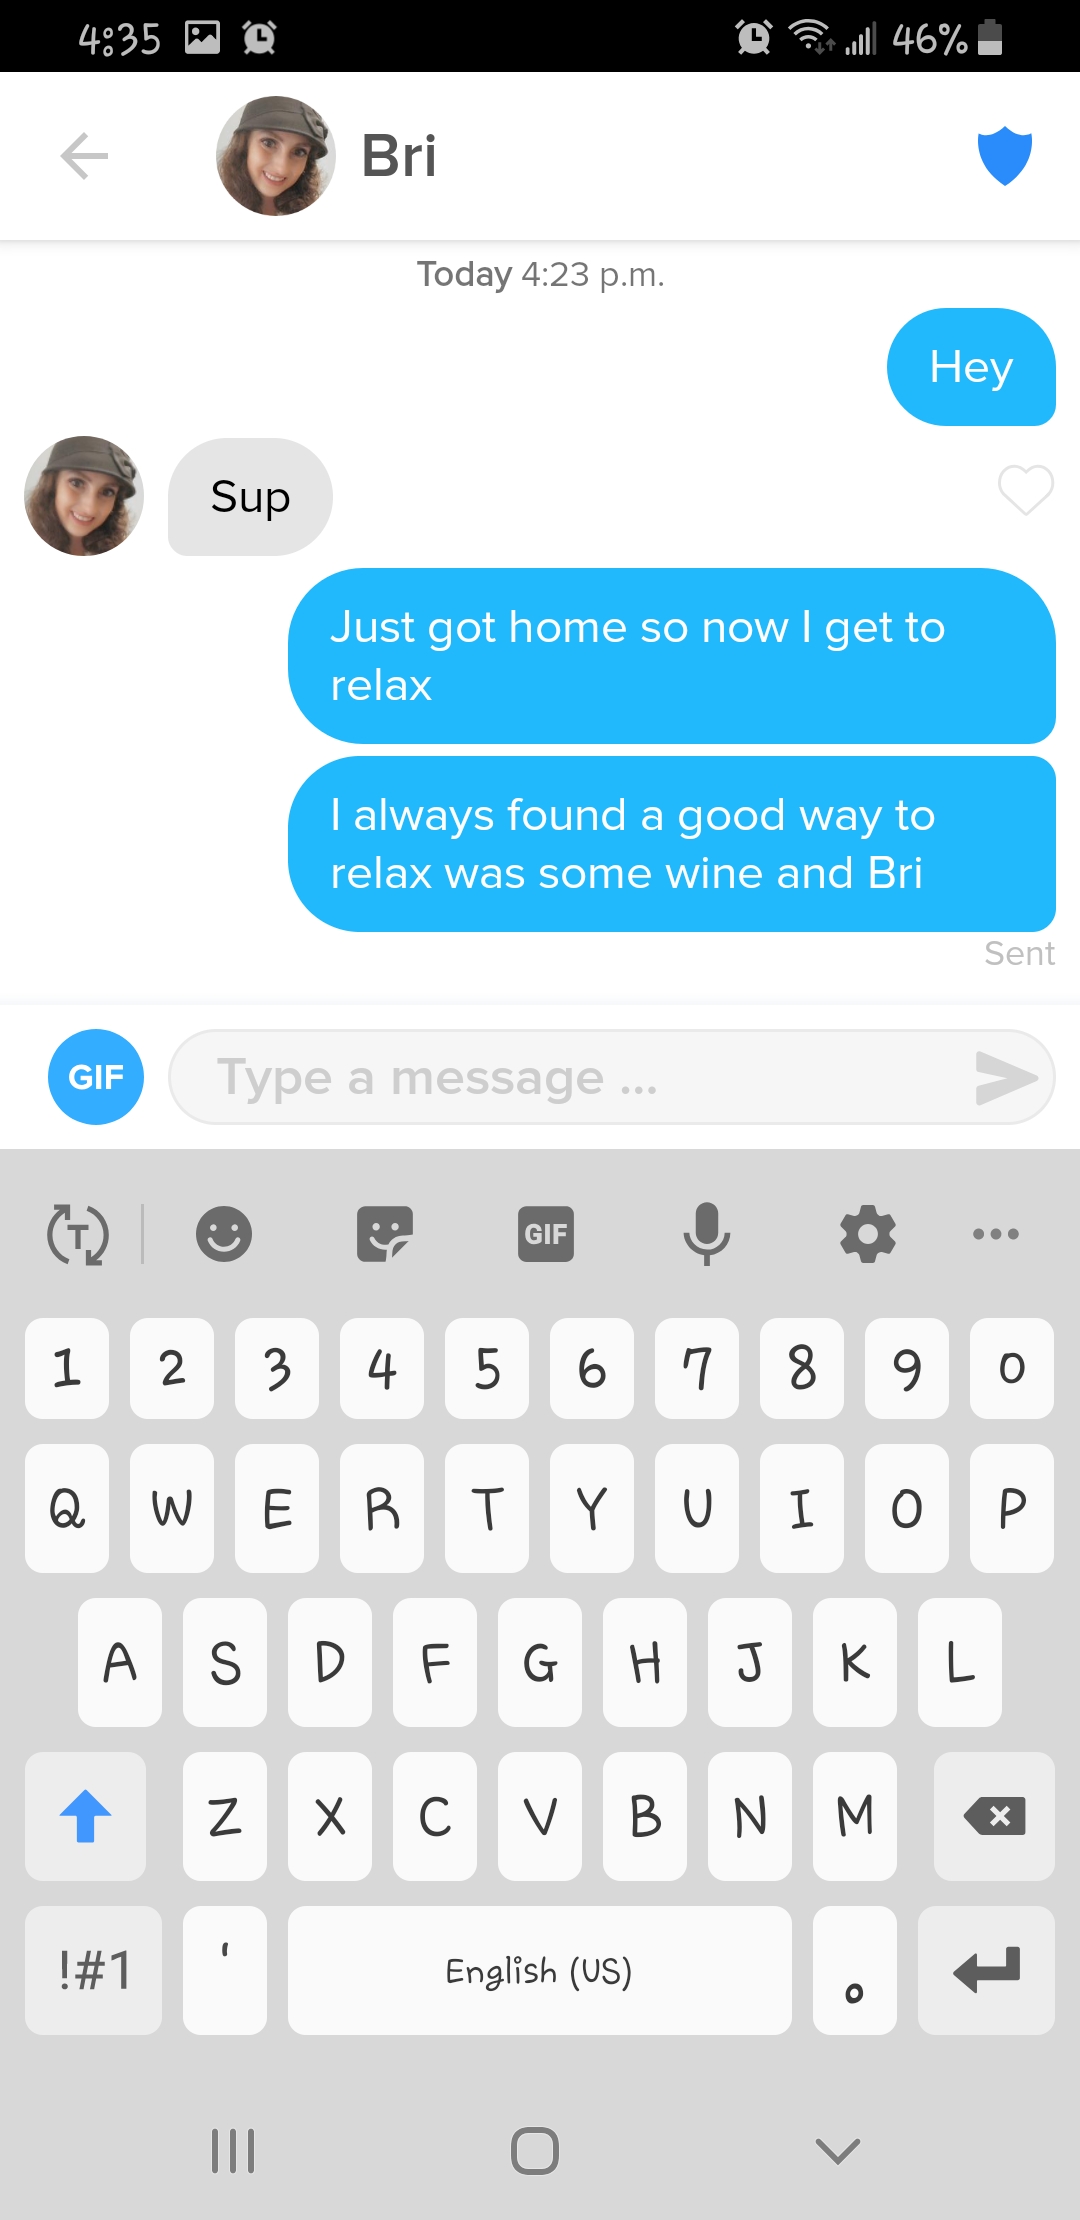 4:35 46%
Bri
Today 4:23 p.m.
Hey
Sup
Just got home so now I get to
relax
I always found a good way to
relax was some wine and Bri
Sent
GIF Type a message ...
T GIF
1 2 3 4 5 6 7 8 9 0
Q W E R T Y U I O P
A S D F G H J K L
Z X C V B N M
!#1 ' English (US) .